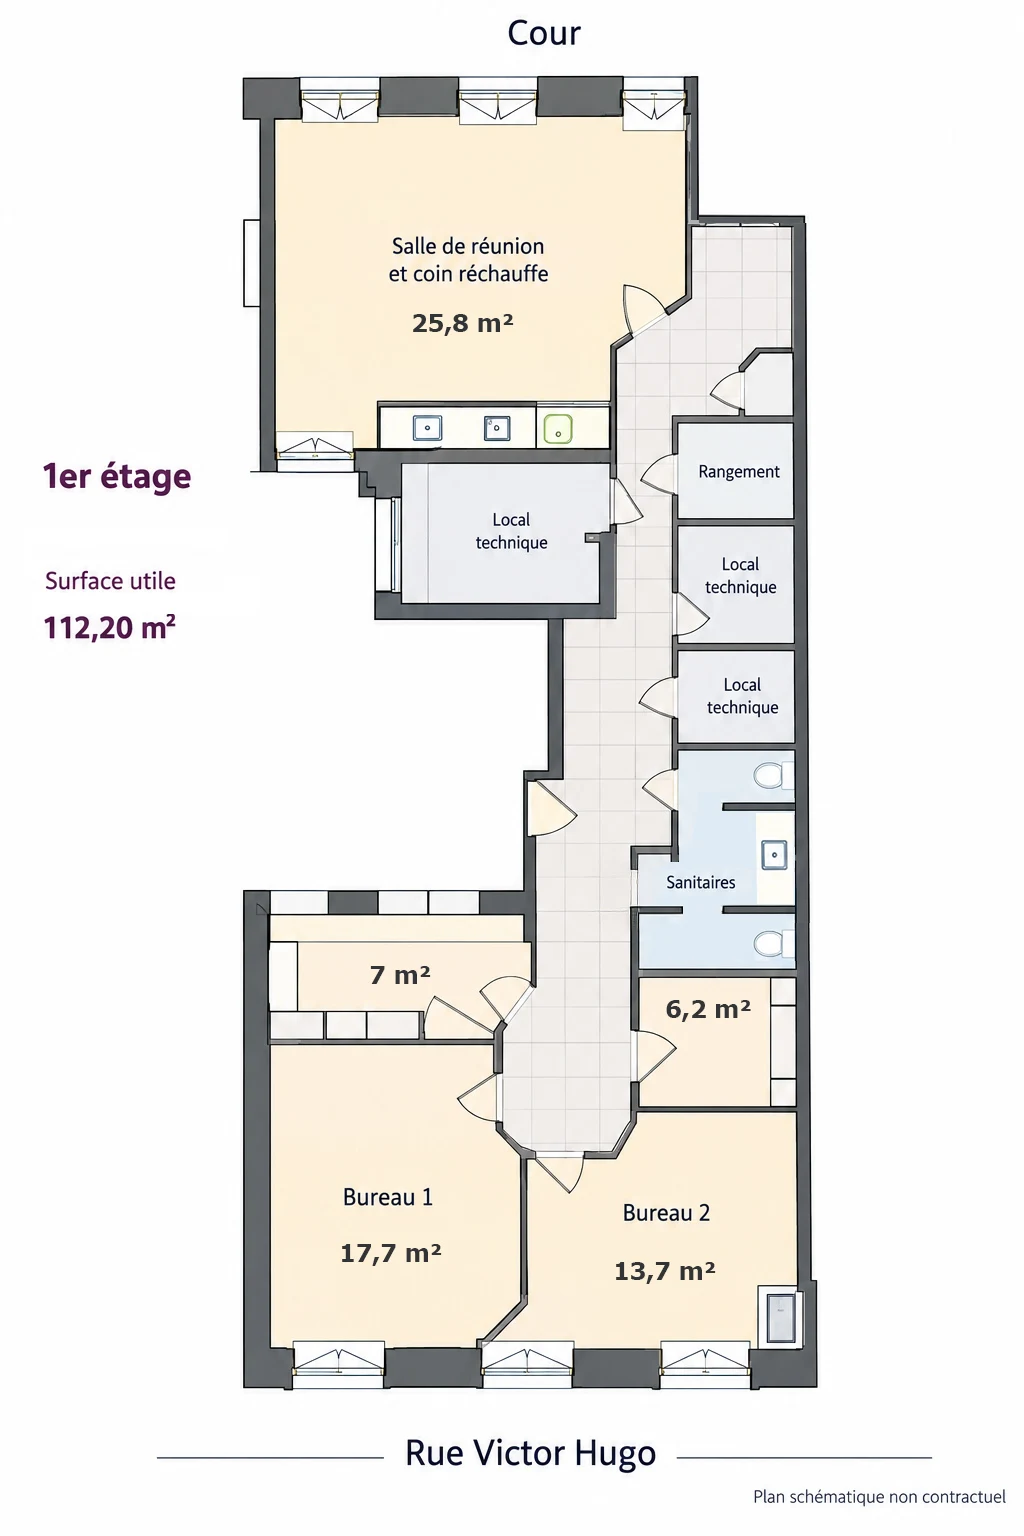 Cour
Salle de réunion
et coin réchauffe
25,8 m²
1er étage
Surface utile
112,20 m²
Rangement
Local
technique
Local
technique
Local
technique
Sanitaires
7 m²
6,2 m²
Bureau 1
17,7 m²
Bureau 2
13,7 m²
Rue Victor Hugo
Plan schématique non contractuel